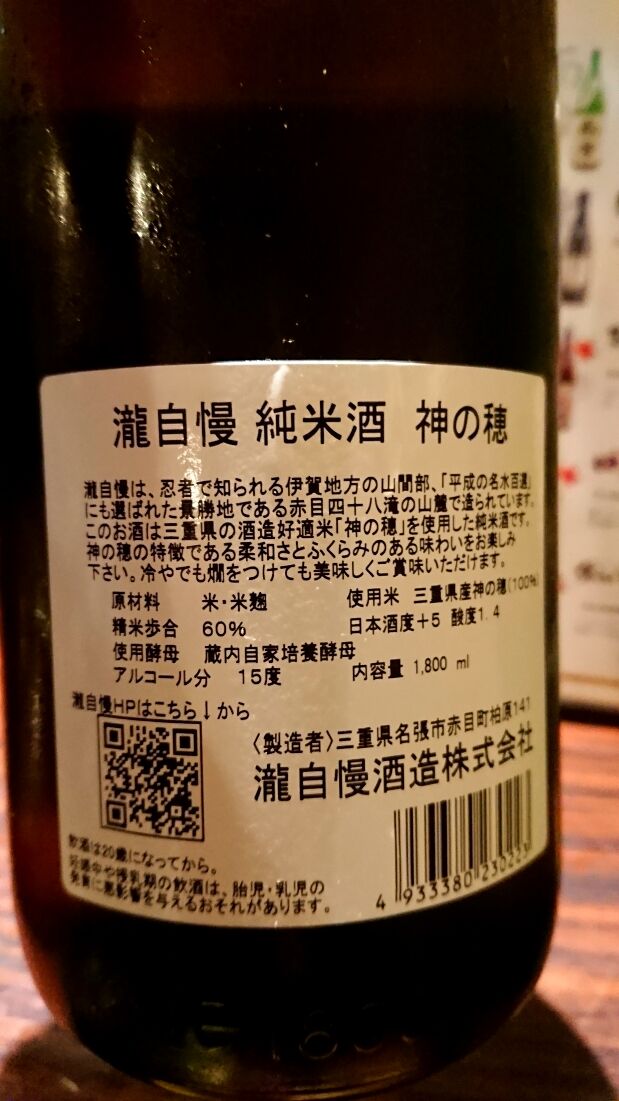 瀧自慢 純米酒 神の穂
瀧自慢は、忍者で知られる伊賀地方の山間部、「平成の名水百選」
にも選ばれた景勝地である赤目四十八滝の山麓で造られています。
このお酒は三重県の酒造好適米「神の穂」を使用した純米酒です。
神の穂の特徴である柔和さとふくらみのある味わいをお楽しみ
下さい。冷やでも燗をつけても美味しくご賞味いただけます。
原材料 米・米麹 使用米 三重県産神の穂(100%)
精米歩合 60% 日本酒度+5 酸度1.4
使用酵母 蔵内自家培養酵母
アルコール分 15度 内容量 1,800 ml
瀧自慢HPはこちら↓から
〈製造者〉三重県名張市赤目町柏原141
瀧自慢酒造株式会社
飲酒は20歳になってから。
妊娠中や授乳期の飲酒は、胎児・乳児の
発育に悪影響を与えるおそれがあります。
4 933380 230223